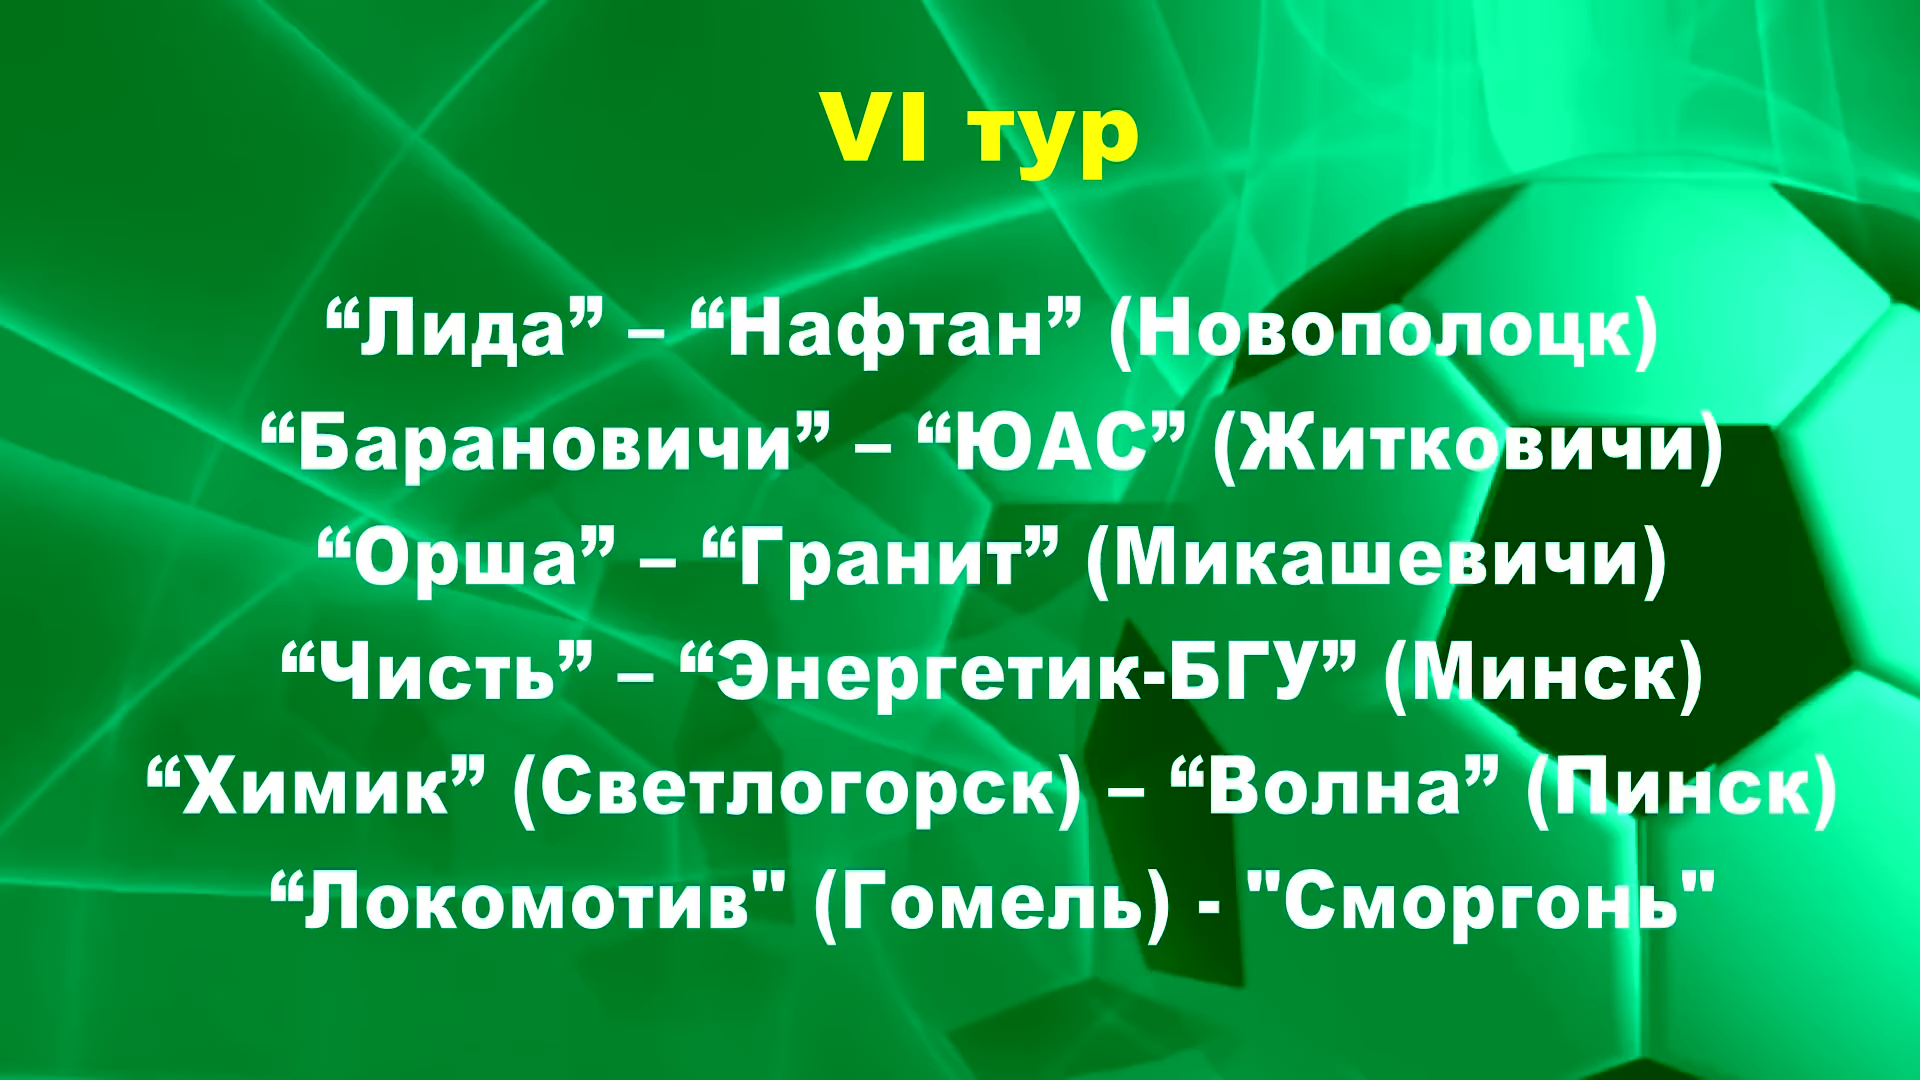 VI тур
“Лида” – “Нафтан” (Новополоцк)
“Барановичи” – “ЮАС” (Житковичи)
“Орша” – “Гранит” (Микашевичи)
“Чисть” – “Энергетик-БГУ” (Минск)
“Химик” (Светлогорск) – “Волна” (Пинск)
“Локомотив" (Гомель) - "Сморгонь"